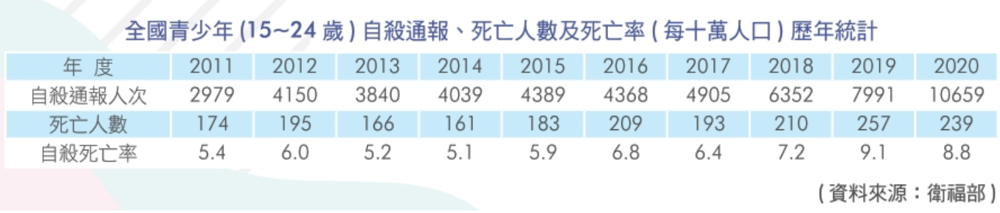 全國青少年 (15~24 歲 ) 自殺通報、死亡人數及死亡率 ( 每十萬人口 ) 歷年統計
年 度 2011 2012 2013 2014 2015 2016 2017 2018 2019 2020
自殺通報人次 2979 4150 3840 4039 4389 4368 4905 6352 7991 10659
死亡人數 174 195 166 161 183 209 193 210 257 239
自殺死亡率 5.4 6.0 5.2 5.1 5.9 6.8 6.4 7.2 9.1 8.8
( 資料來源：衛福部 )